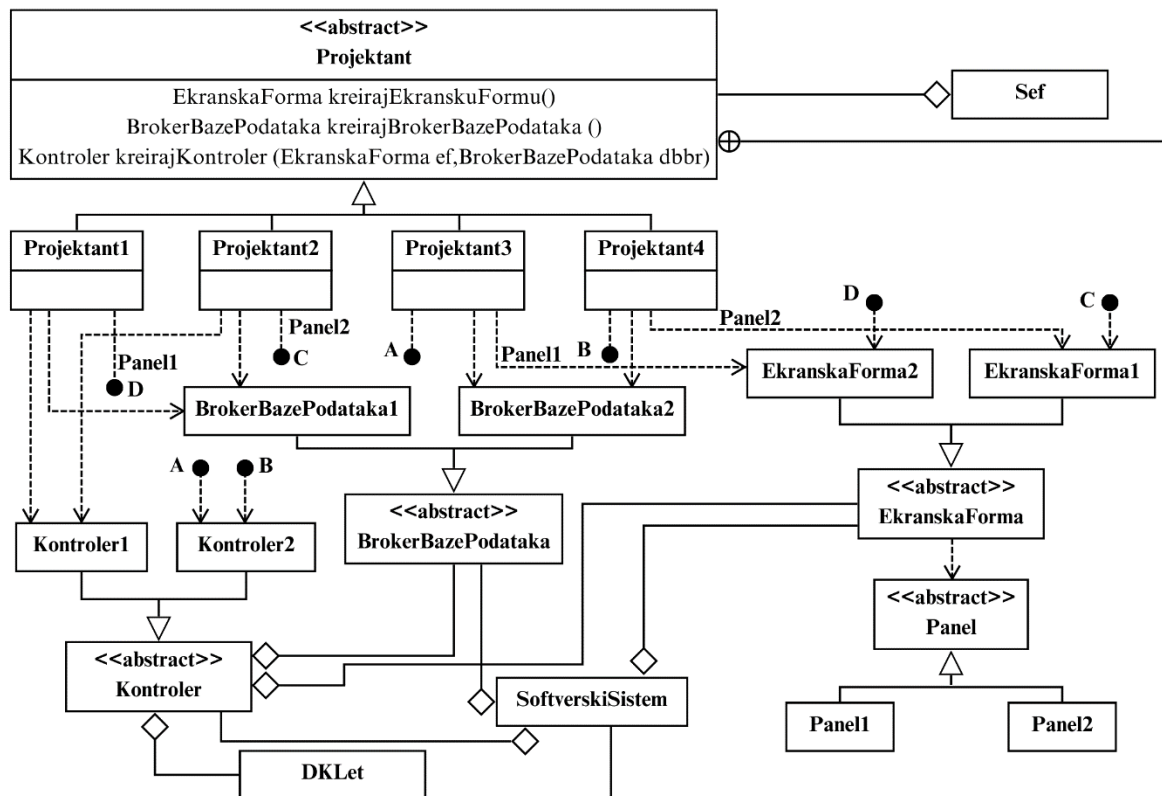 <<abstract>>
Projektant
EkranskaForma kreirajEkranskuFormu()
BrokerBazePodataka kreirajBrokerBazePodataka ()
Kontroler kreirajKontroler (EkranskaForma ef,BrokerBazePodataka dbbr)
Sef
Projektant1
Projektant2
Projektant3
Projektant4
D
C
Panel2
Panel2
Panel1
D
C
A
Panel1
B
EkranskaForma2
EkranskaForma1
BrokerBazePodataka1
BrokerBazePodataka2
A
B
<<abstract>>
EkranskaForma
<<abstract>>
BrokerBazePodataka
Kontroler1
Kontroler2
<<abstract>>
Panel
<<abstract>>
Kontroler
SoftverskiSistem
Panel1
Panel2
DKLet